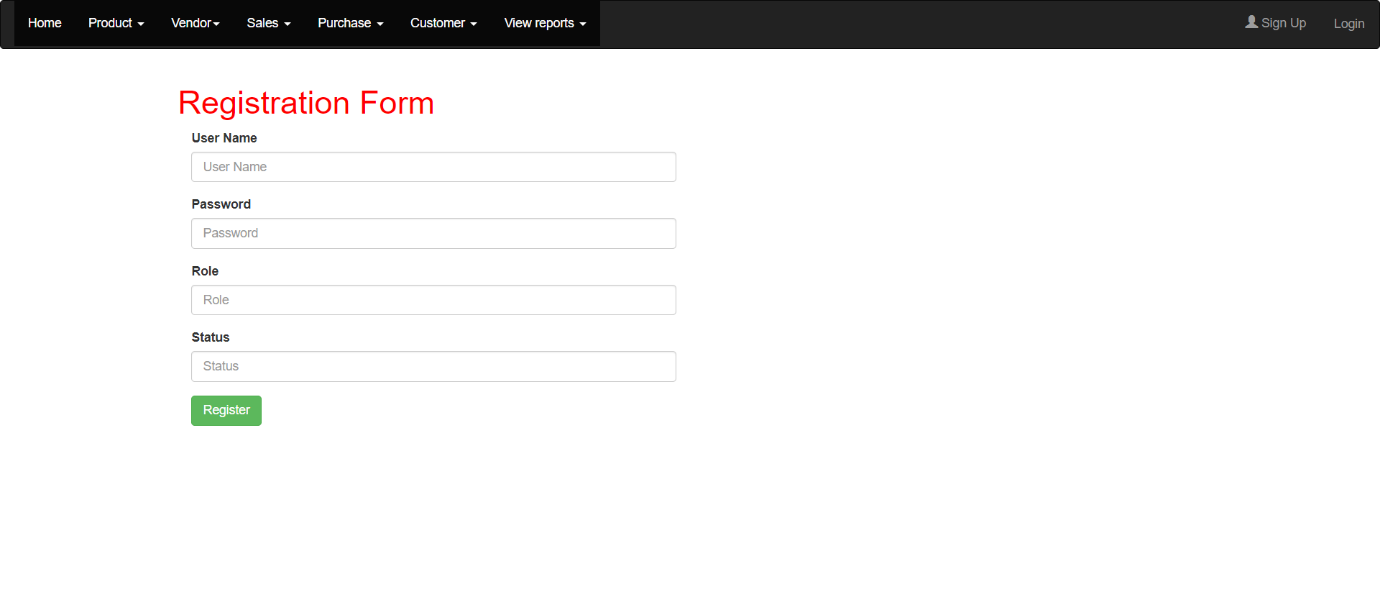 Home Product Vendor Sales Purchase Customer View reports Sign Up Login
Registration Form
User Name
User Name
Password
Password
Role
Role
Status
Status
Register